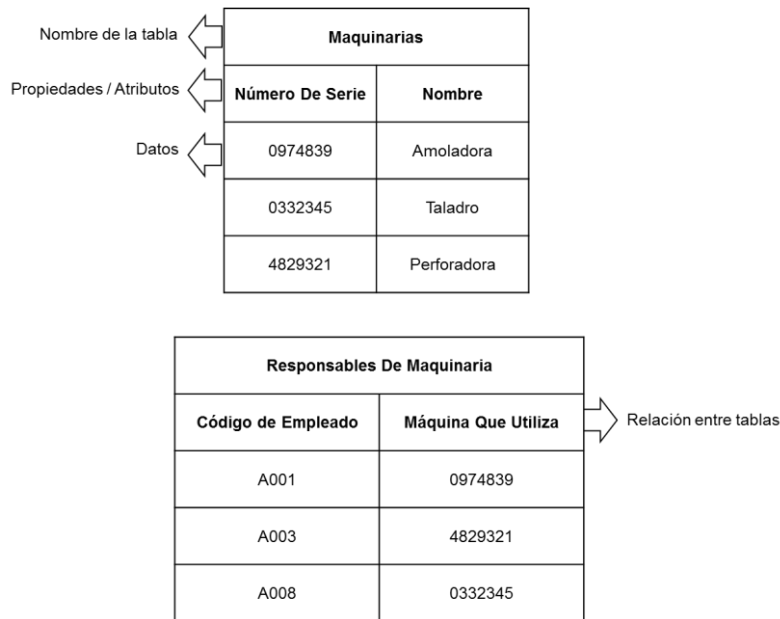 Nombre de la tabla
Maquinarias
Propiedades / Atributos
Número De Serie
Nombre
Datos
0974839
Amoladora
0332345
Taladro
4829321
Perforadora
Responsables De Maquinaria
Código de Empleado
Máquina Que Utiliza
Relación entre tablas
A001
0974839
A003
4829321
A008
0332345